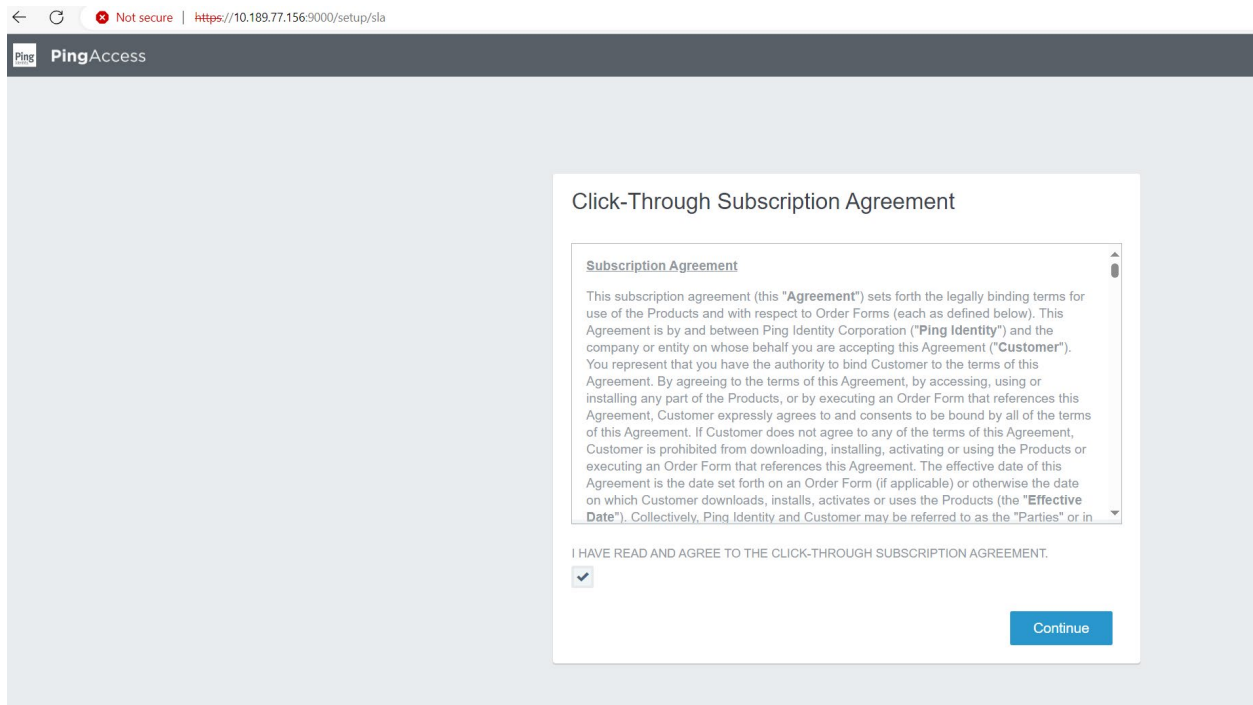 Not secure | https://10.189.77.156:9000/setup/sla
Ping PingAccess
Click-Through Subscription Agreement
Subscription Agreement
This subscription agreement (this "Agreement") sets forth the legally binding terms for
use of the Products and with respect to Order Forms (each as defined below). This
Agreement is by and between Ping Identity Corporation ("Ping Identity") and the
company or entity on whose behalf you are accepting this Agreement ("Customer").
You represent that you have the authority to bind Customer to the terms of this
Agreement. By agreeing to the terms of this Agreement, by accessing, using or
installing any part of the Products, or by executing an Order Form that references this
Agreement, Customer expressly agrees to and consents to be bound by all of the terms
of this Agreement. If Customer does not agree to any of the terms of this Agreement,
Customer is prohibited from downloading, installing, activating or using the Products or
executing an Order Form that references this Agreement. The effective date of this
Agreement is the date set forth on an Order Form (if applicable) or otherwise the date
on which Customer downloads, installs, activates or uses the Products (the "Effective
Date"). Collectively, Ping Identity and Customer may be referred to as the "Parties" or in
I HAVE READ AND AGREE TO THE CLICK-THROUGH SUBSCRIPTION AGREEMENT.
Continue